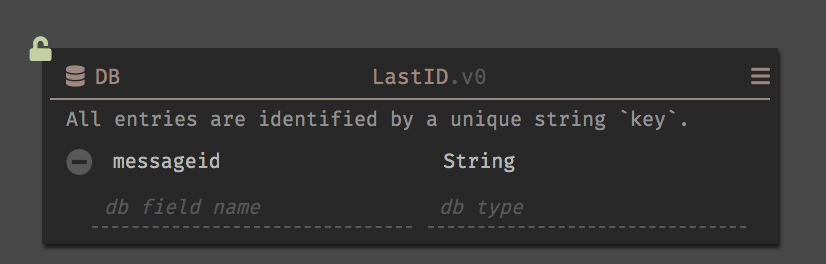 DB LastID.v0
All entries are identified by a unique string `key`.
messageid String
db field name db type